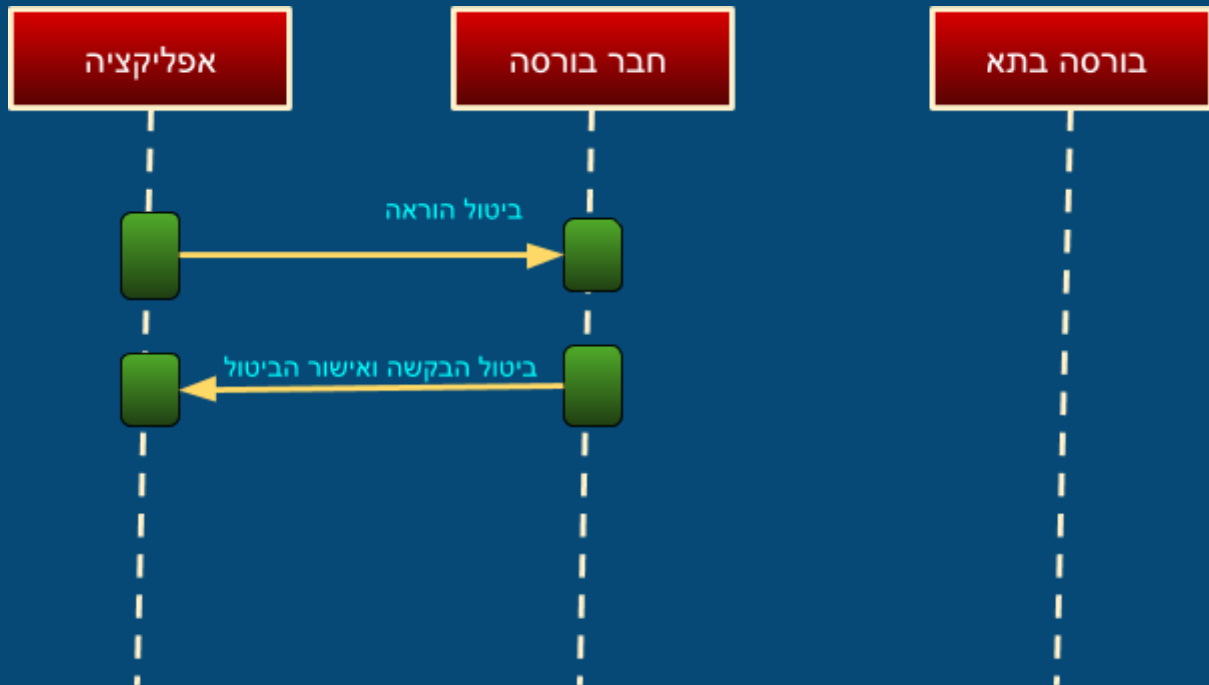 בורסה בתא
חבר בורסה
אפליקציה
ביטול הוראה
ביטול הבקשה ואישור הביטול